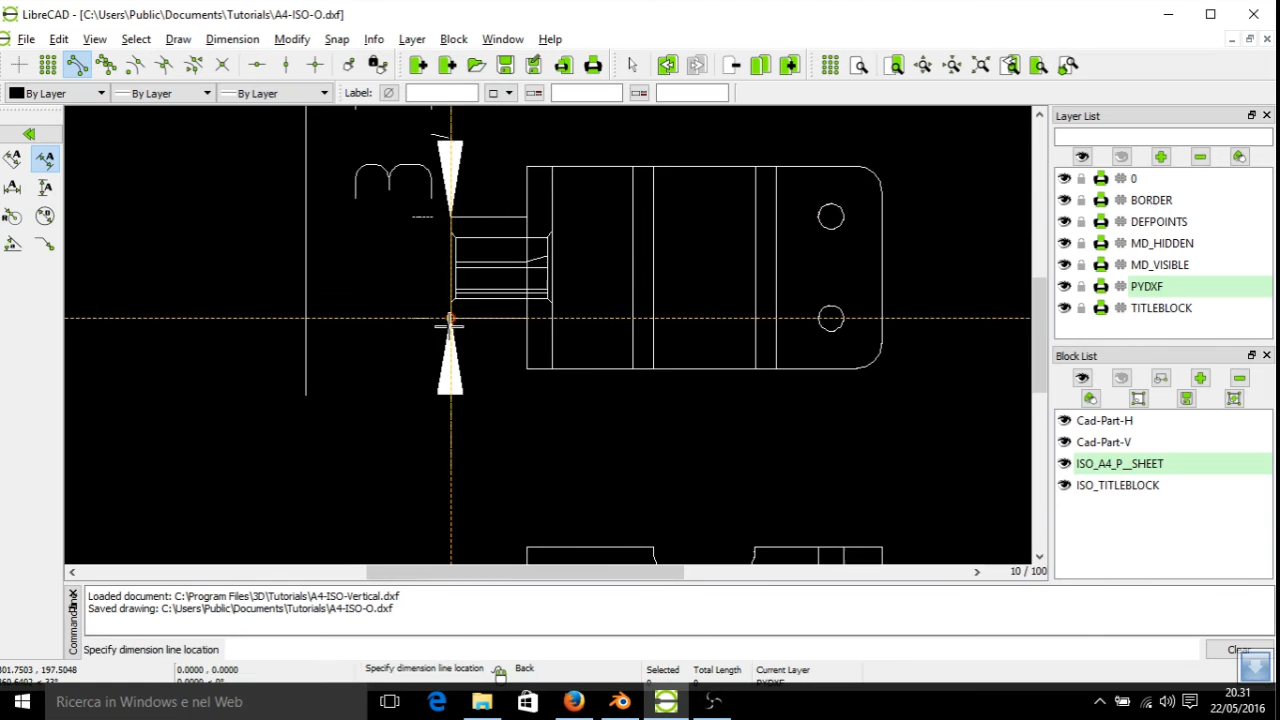 LibreCAD - [C:\Users\Public\Documents\Tutorials\A4-ISO-O.dxf]
File Edit View Select Draw Dimension Modify Snap Info Layer Block Window Help
By Layer By Layer By Layer Label:
Layer List
0
BORDER
DEFPOINTS
MD_HIDDEN
MD_VISIBLE
PYDXF
TITLEBLOCK
Block List
Cad-Part-H
Cad-Part-V
ISO_A4_P__SHEET
ISO_TITLEBLOCK
3
10 / 100
Loaded document: C:\Program Files\3D\Tutorials\A4-ISO-Vertical.dxf
Saved drawing: C:\Users\Public\Documents\Tutorials\A4-ISO-O.dxf
Specify dimension line location
Clear
301.7503 , 197.5048 0.0000 , 0.0000 Specify dimension line location Back Selected Total Length Current Layer
PYDXF
Ricerca in Windows e nel Web
20.31
22/05/2016